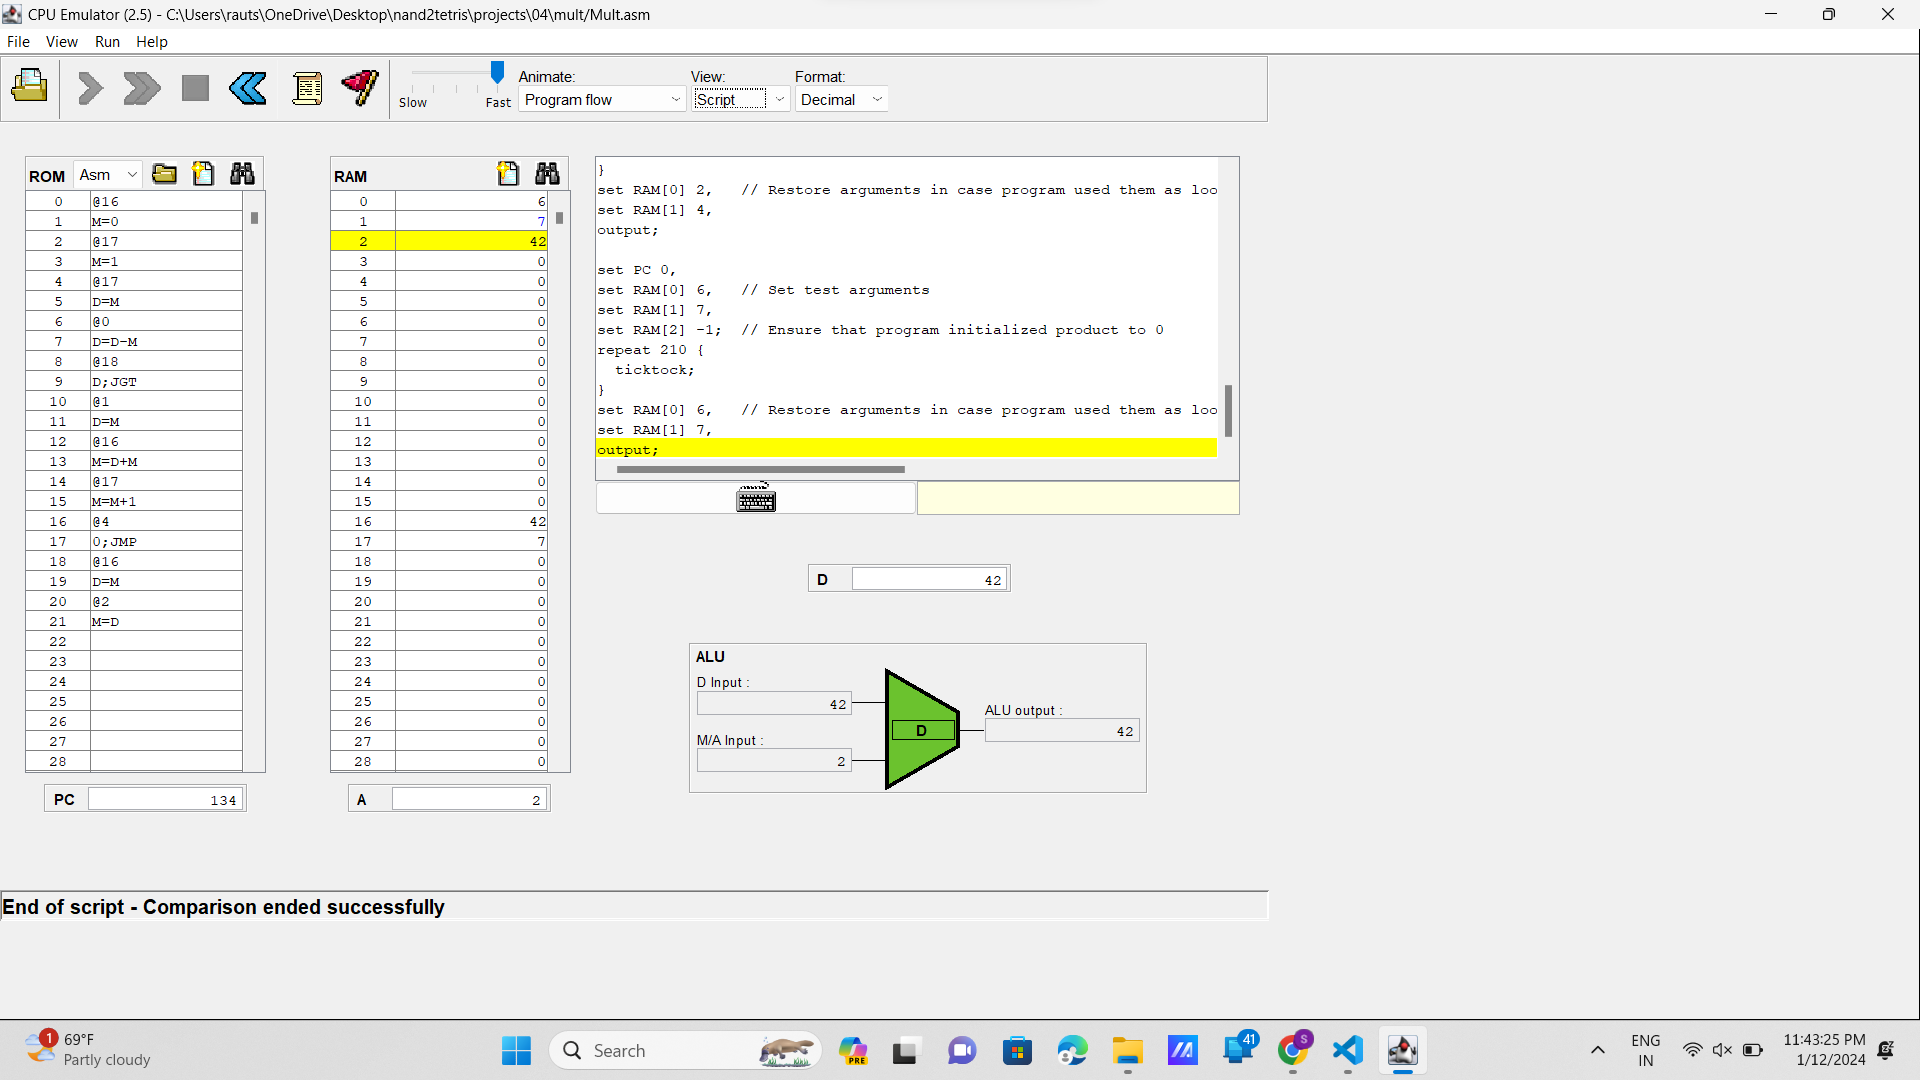 CPU Emulator (2.5) - C:\Users\rauts\OneDrive\Desktop\nand2tetris\projects\04\mult/Mult.asm
File View Run Help
Slow Fast
Animate: View: Format:
Program flow Script Decimal
ROM Asm
0 @16
1 M=0
2 @17
3 M=1
4 @17
5 D=M
6 @0
7 D=D-M
8 @18
9 D;JGT
10 @1
11 D=M
12 @16
13 M=D+M
14 @17
15 M=M+1
16 @4
17 0;JMP
18 @16
19 D=M
20 @2
21 M=D
22
23
24
25
26
27
28
PC 134
RAM
0 6
1 7
2 42
3 0
4 0
5 0
6 0
7 0
8 0
9 0
10 0
11 0
12 0
13 0
14 0
15 0
16 42
17 7
18 0
19 0
20 0
21 0
22 0
23 0
24 0
25 0
26 0
27 0
28 0
A 2
}
set RAM[0] 2, // Restore arguments in case program used them as loo
set RAM[1] 4,
output;
set PC 0,
set RAM[0] 6, // Set test arguments
set RAM[1] 7,
set RAM[2] -1; // Ensure that program initialized product to 0
repeat 210 {
ticktock;
}
set RAM[0] 6, // Restore arguments in case program used them as loo
set RAM[1] 7,
output;
D 42
ALU
D Input :
42
M/A Input :
2
D
ALU output :
42
End of script - Comparison ended successfully
1
69°F
Partly cloudy
Search
PRE
41
S
ENG
IN
11:43:25 PM
1/12/2024